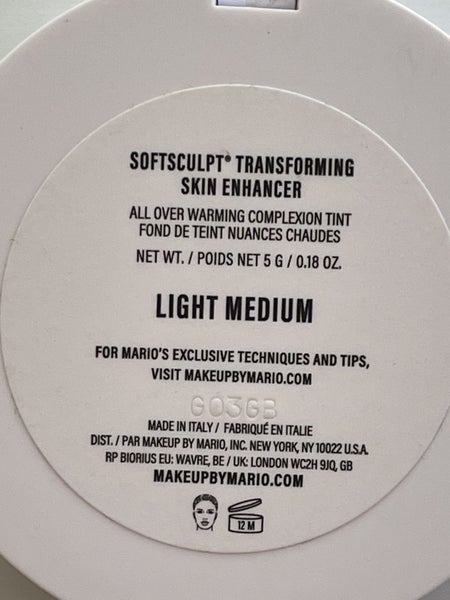 SOFTSCULPT® TRANSFORMING
SKIN ENHANCER
ALL OVER WARMING COMPLEXION TINT
FOND DE TEINT NUANCES CHAUDES
NET WT. / POIDS NET 5 G / 0.18 OZ.
LIGHT MEDIUM
FOR MARIO'S EXCLUSIVE TECHNIQUES AND TIPS,
VISIT MAKEUPBYMARIO.COM
G03GB
MADE IN ITALY / FABRIQUÉ EN ITALIE
DIST. / PAR MAKEUP BY MARIO, INC. NEW YORK, NY 10022 U.S.A.
RP BIORIUS EU: WAVRE, BE / UK: LONDON WC2H 9JQ, GB
MAKEUPBYMARIO.COM
12 M